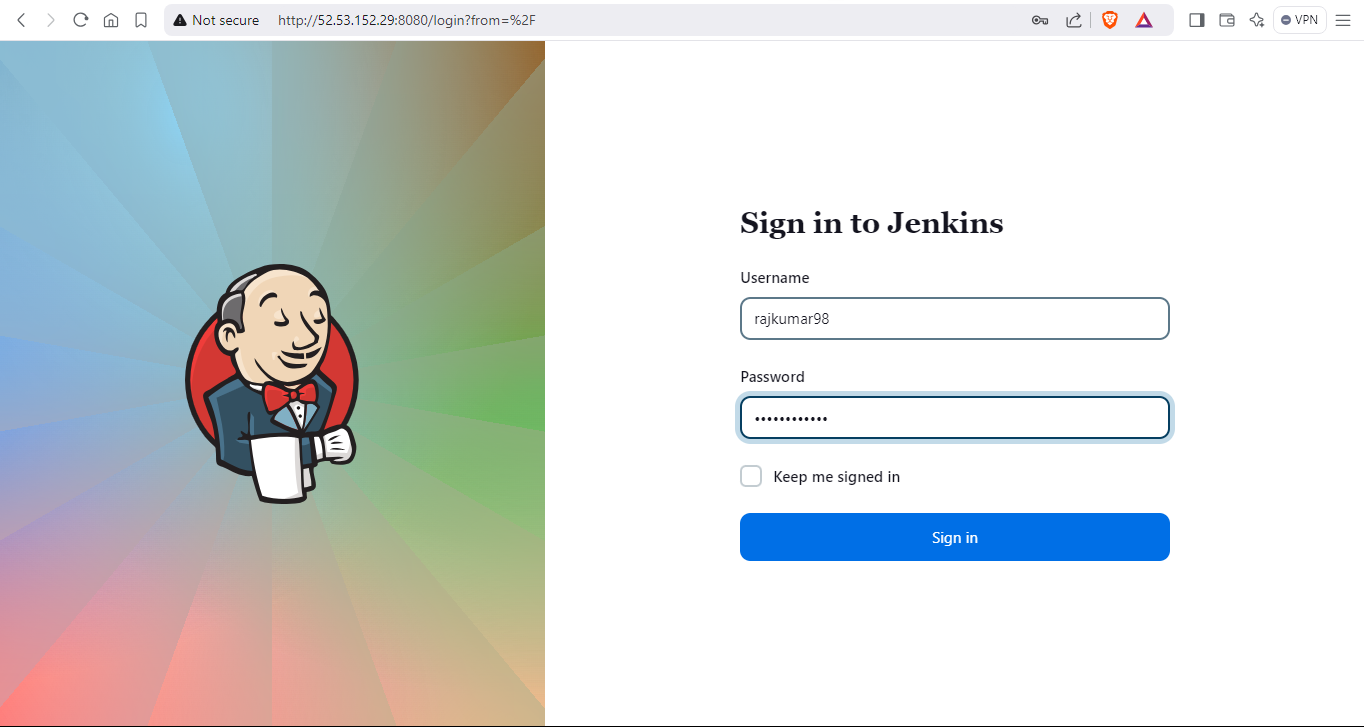 Not secure http://52.53.152.29:8080/login?from=%2F VPN
Sign in to Jenkins
Username
rajkumar98
Password
••••••••••••
Keep me signed in
Sign in